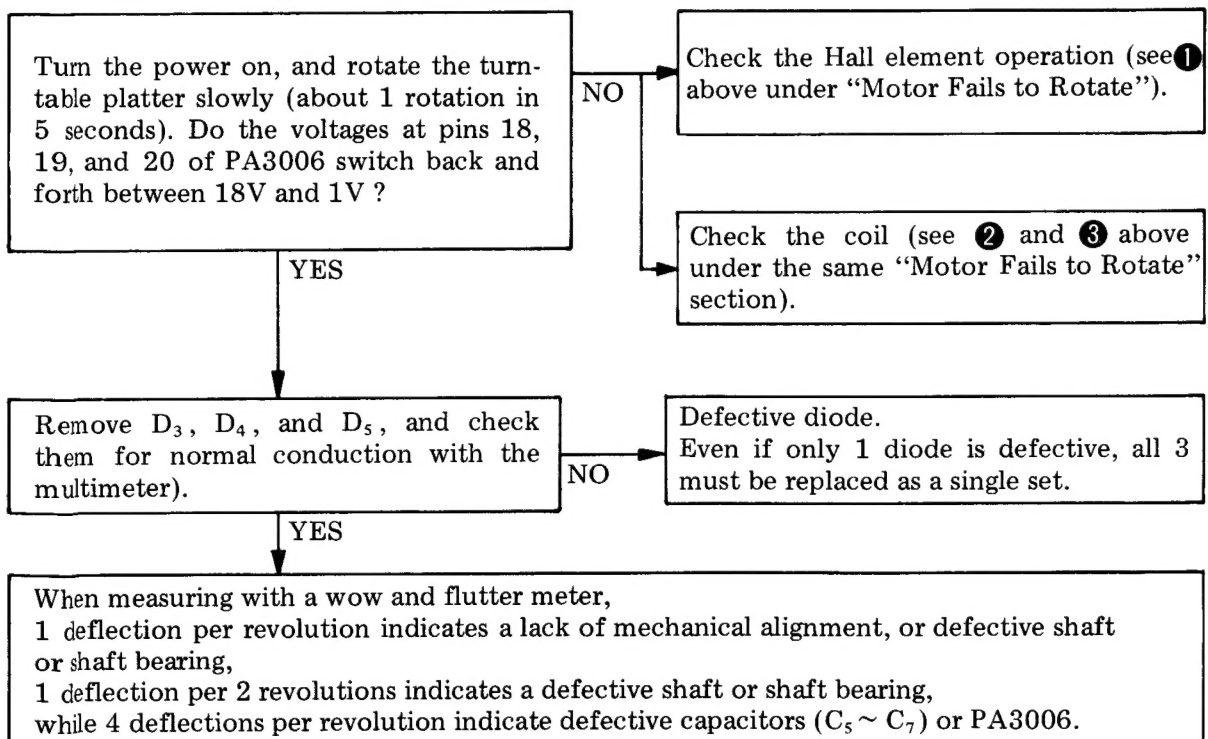 Turn the power on, and rotate the turn-
table platter slowly (about 1 rotation in
5 seconds). Do the voltages at pins 18,
19, and 20 of PA3006 switch back and
forth between 18V and 1V ?
NO
Check the Hall element operation (see ❶
above under “Motor Fails to Rotate”).
Check the coil (see ❷ and ❸ above
under the same “Motor Fails to Rotate”
section).
YES
Remove D₃, D₄, and D₅, and check
them for normal conduction with the
multimeter).
NO
Defective diode.
Even if only 1 diode is defective, all 3
must be replaced as a single set.
YES
When measuring with a wow and flutter meter,
1 deflection per revolution indicates a lack of mechanical alignment, or defective shaft
or shaft bearing,
1 deflection per 2 revolutions indicates a defective shaft or shaft bearing,
while 4 deflections per revolution indicate defective capacitors (C₅ ~ C₇) or PA3006.